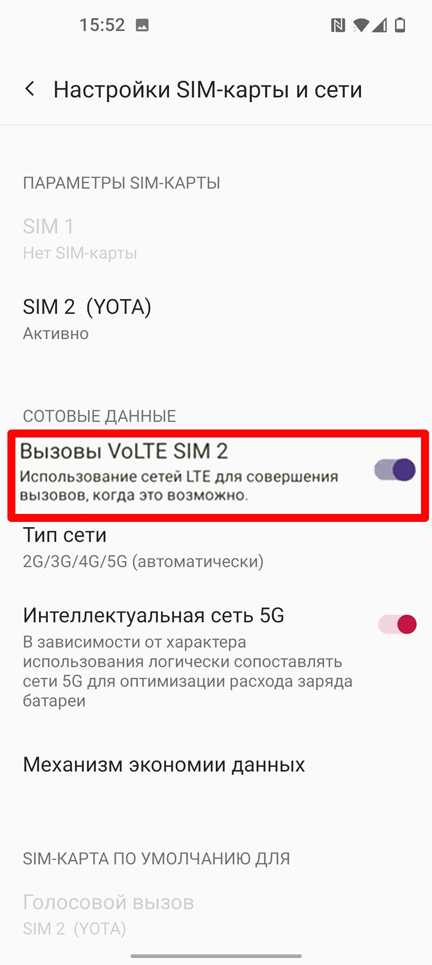 15:52
Настройки SIM-карты и сети
ПАРАМЕТРЫ SIM-КАРТЫ
SIM 1
Нет SIM-карты
SIM 2 (YOTA)
Активно
СОТОВЫЕ ДАННЫЕ
Вызовы VoLTE SIM 2
Использование сетей LTE для совершения
вызовов, когда это возможно.
Тип сети
2G/3G/4G/5G (автоматически)
Интеллектуальная сеть 5G
В зависимости от характера
использования логически сопоставлять
сети 5G для оптимизации расхода заряда
батареи
Механизм экономии данных
SIM-КАРТА ПО УМОЛЧАНИЮ ДЛЯ
Голосовой вызов
SIM 2 (YOTA)